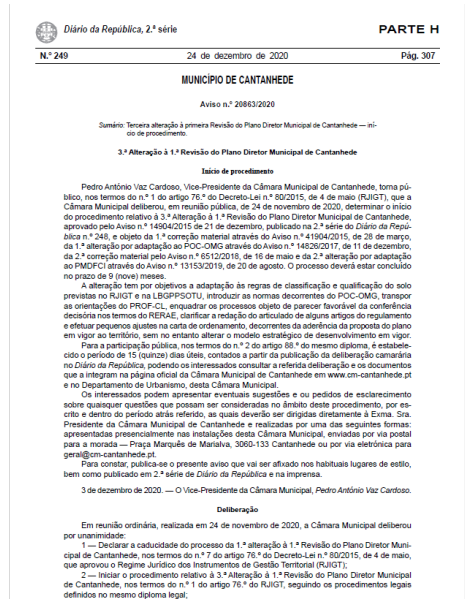 Diário da República, 2.ª série
PARTE H
N.º 249
24 de dezembro de 2020
Pág. 307
MUNICÍPIO DE CANTANHEDE
Aviso n.º 20863/2020
Sumário: Terceira alteração à primeira Revisão do Plano Diretor Municipal de Cantanhede — iní-
cio de procedimento.
3.ª Alteração à 1.ª Revisão do Plano Diretor Municipal de Cantanhede
Início de procedimento
Pedro António Vaz Cardoso, Vice-Presidente da Câmara Municipal de Cantanhede, torna pú-
blico, nos termos do n.º 1 do artigo 76.º do Decreto-Lei n.º 80/2015, de 4 de maio (RJIGT), que a
Câmara Municipal deliberou, em reunião pública, de 24 de novembro de 2020, determinar o início
do procedimento relativo à 3.ª Alteração à 1.ª Revisão do Plano Diretor Municipal de Cantanhede,
aprovado pelo Aviso n.º 14904/2015 de 21 de dezembro, publicado na 2.ª série do Diário da Repú-
blica n.º 248, e objeto da 1.ª correção material através do Aviso n.º 41904/2015, de 28 de março,
da 1.ª alteração por adaptação ao POC-OMG através do Aviso n.º 14826/2017, de 11 de dezembro,
da 2.ª correção material pelo Aviso n.º 6512/2018, de 16 de maio e da 2.ª alteração por adaptação
ao PMDFCI através do Aviso n.º 13153/2019, de 20 de agosto. O processo deverá estar concluído
no prazo de 9 (nove) meses.
A alteração tem por objetivos a adaptação às regras de classificação e qualificação do solo
previstas no RJIGT e na LBGPPSOTU, introduzir as normas decorrentes do POC-OMG, transpor
as orientações do PROF-CL, enquadrar os processos objeto de parecer favorável da conferência
decisória nos termos do RERAE, clarificar a redação do articulado de alguns artigos do regulamento
e efetuar pequenos ajustes na carta de ordenamento, decorrentes da aderência da proposta do plano
em vigor ao território, sem no entanto alterar o modelo estratégico de desenvolvimento em vigor.
Para a participação pública, nos termos do n.º 2 do artigo 88.º do mesmo diploma, é estabele-
cido o período de 15 (quinze) dias úteis, contados a partir da publicação da deliberação camarária
no Diário da República, podendo os interessados consultar a referida deliberação e os documentos
que a integram na página oficial da Câmara Municipal de Cantanhede em www.cm-cantanhede.pt
e no Departamento de Urbanismo, desta Câmara Municipal.
Os interessados podem apresentar eventuais sugestões e ou pedidos de esclarecimento
sobre quaisquer questões que possam ser consideradas no âmbito deste procedimento, por es-
crito e dentro do período atrás referido, as quais deverão ser dirigidas diretamente à Exma. Sra.
Presidente da Câmara Municipal de Cantanhede e realizadas por uma das seguintes formas:
apresentadas presencialmente nas instalações desta Câmara Municipal, enviadas por via postal
para a morada — Praça Marquês de Marialva, 3060-133 Cantanhede ou por via eletrónica para
geral@cm-cantanhede.pt.
Para constar, publica-se o presente aviso que vai ser afixado nos habituais lugares de estilo,
bem como publicado em 2.ª série de Diário da República e na imprensa.
3 de dezembro de 2020. — O Vice-Presidente da Câmara Municipal, Pedro António Vaz Cardoso.
Deliberação
Em reunião ordinária, realizada em 24 de novembro de 2020, a Câmara Municipal deliberou
por unanimidade:
1 — Declarar a caducidade do processo da 1.ª alteração à 1.ª Revisão do Plano Diretor Muni-
cipal de Cantanhede, nos termos do n.º 7 do artigo 76.º do Decreto-Lei n.º 80/2015, de 4 de maio,
que aprovou o Regime Jurídico dos Instrumentos de Gestão Territorial (RJIGT);
2 — Iniciar o procedimento relativo à 3.ª Alteração à 1.ª Revisão do Plano Diretor Municipal
de Cantanhede, nos termos do n.º 1 do artigo 76.º do RJIGT, seguindo os procedimentos legais
definidos no mesmo diploma legal;